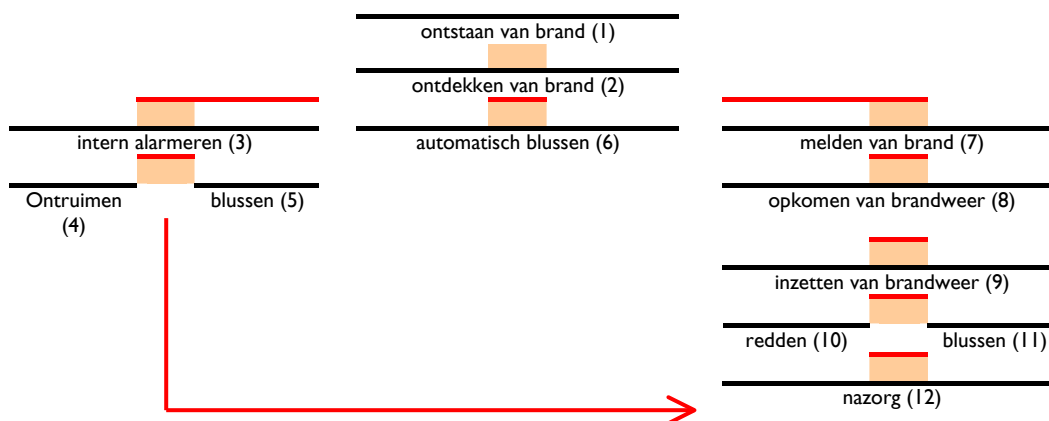 ontstaan van brand (1)
ontdekken van brand (2)
intern alarmeren (3)
automatisch blussen (6)
melden van brand (7)
Ontruimen
(4)
blussen (5)
opkomen van brandweer (8)
inzetten van brandweer (9)
redden (10)
blussen (11)
nazorg (12)